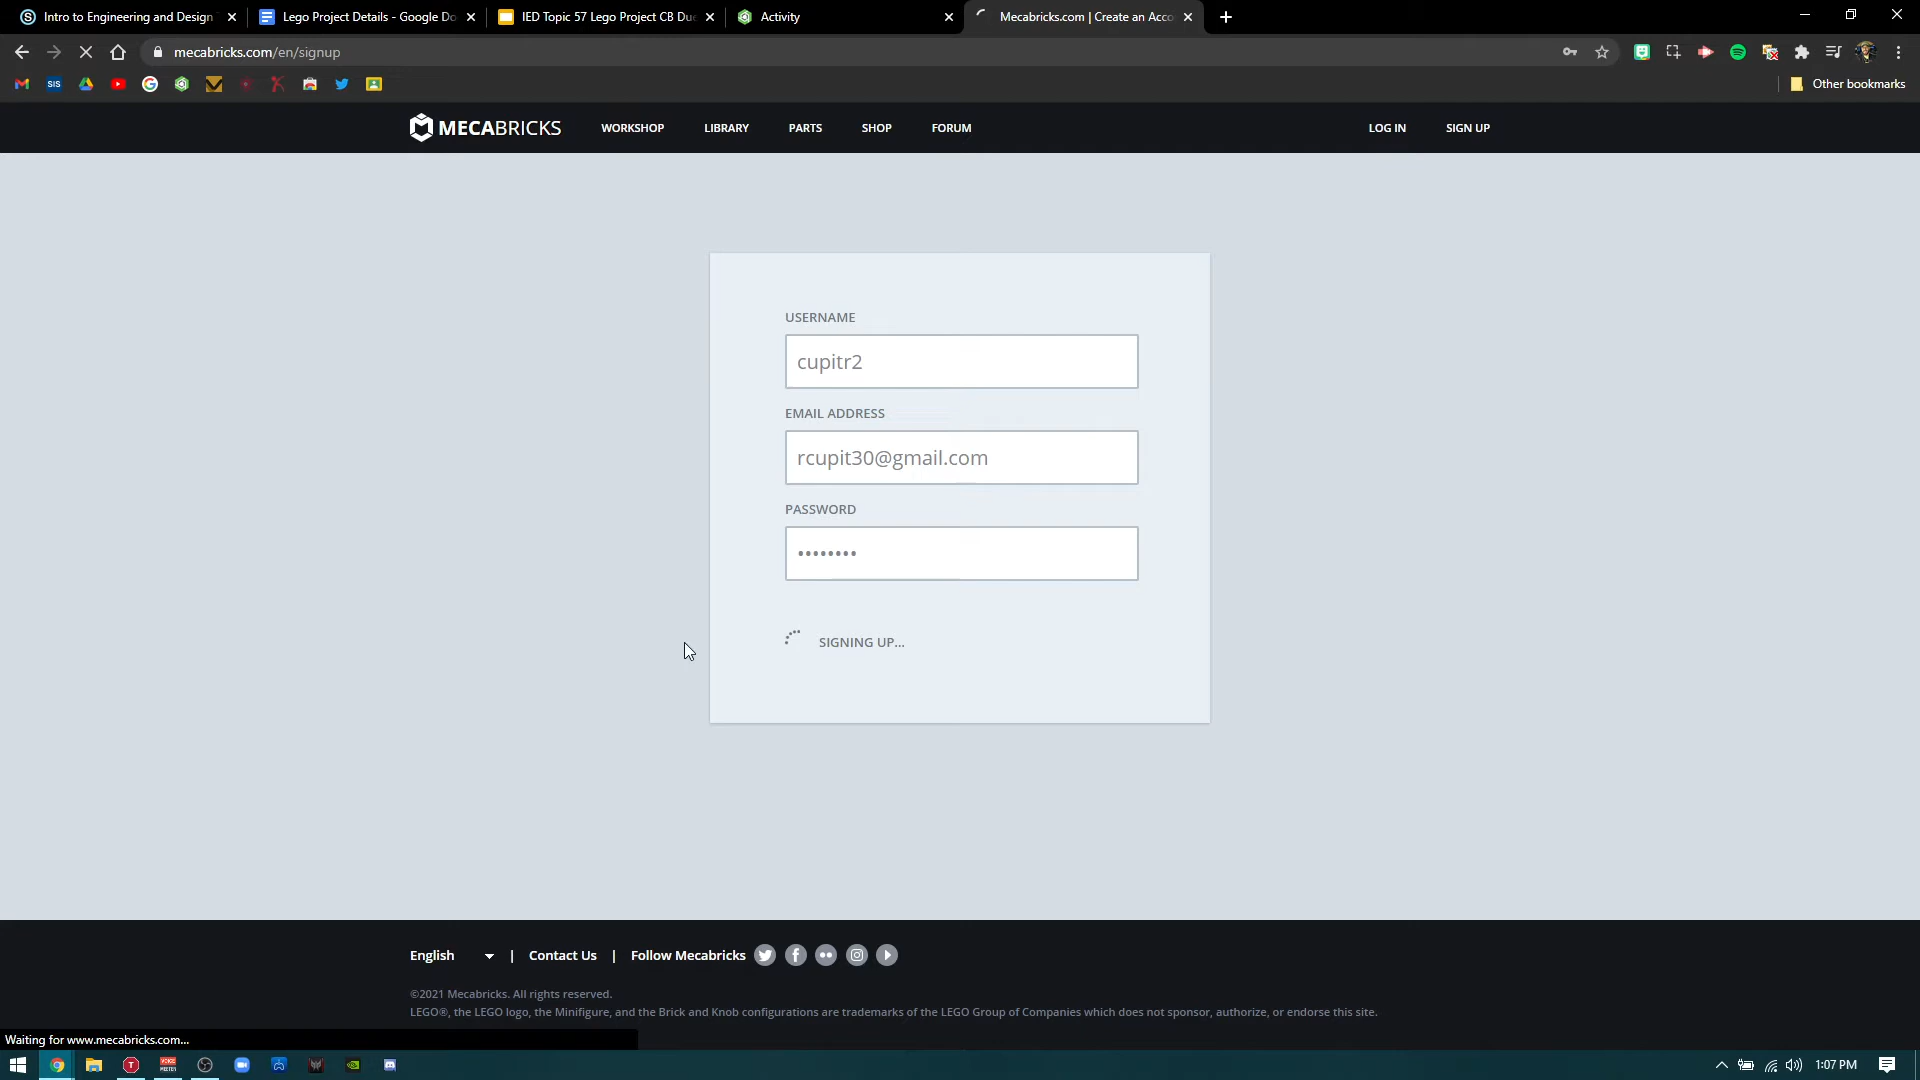 Intro to Engineering and Design
Lego Project Details - Google Do
IED Topic 57 Lego Project CB Due
Activity
Mecabricks.com | Create an Acco
mecabricks.com/en/signup
SIS
Other bookmarks
MECABRICKS
WORKSHOP
LIBRARY
PARTS
SHOP
FORUM
LOG IN
SIGN UP
USERNAME
cupitr2
EMAIL ADDRESS
rcupit30@gmail.com
PASSWORD
••••••••
SIGNING UP...
English
| Contact Us | Follow Mecabricks
©2021 Mecabricks. All rights reserved.
LEGO®, the LEGO logo, the Minifigure, and the Brick and Knob configurations are trademarks of the LEGO Group of Companies which does not sponsor, authorize, or endorse this site.
Waiting for www.mecabricks.com...
1:07 PM